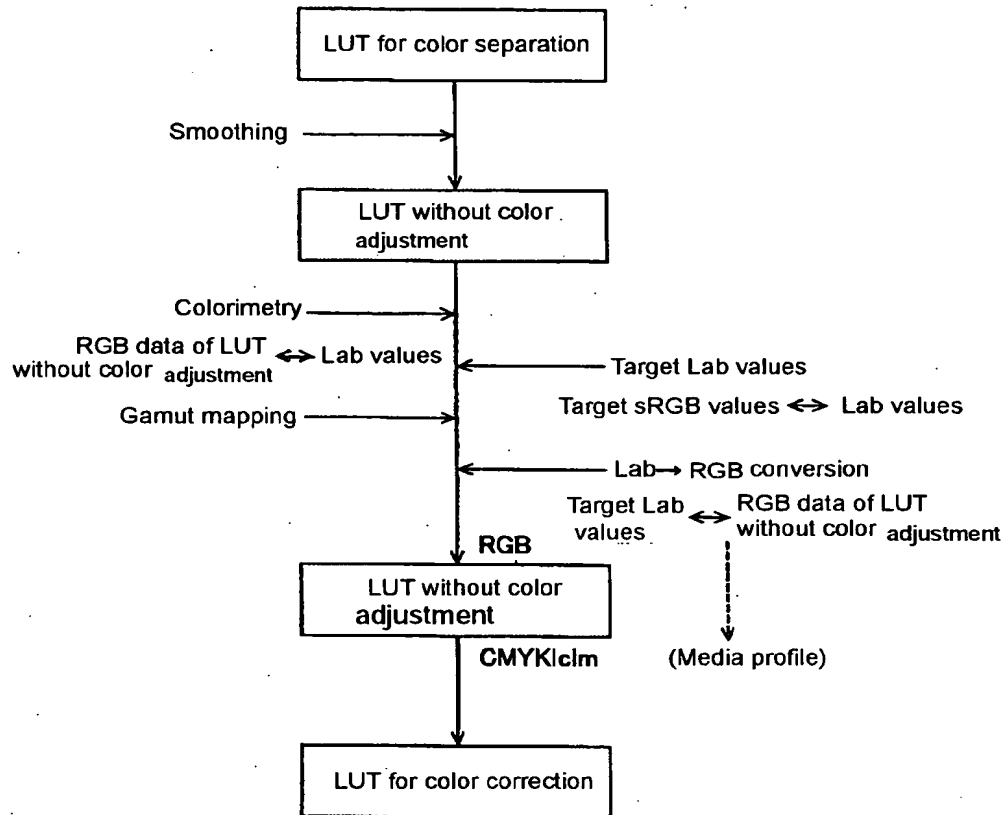 LUT for color separation
Smoothing
LUT without color
adjustment
Colorimetry
RGB data of LUT
without color adjustment
Lab values
Target Lab values
Target sRGB values
Lab values
Gamut mapping
Lab
RGB conversion
Target Lab
values
RGB data of LUT
without color adjustment
RGB
LUT without color
adjustment
CMYKlclm
(Media profile)
LUT for color correction